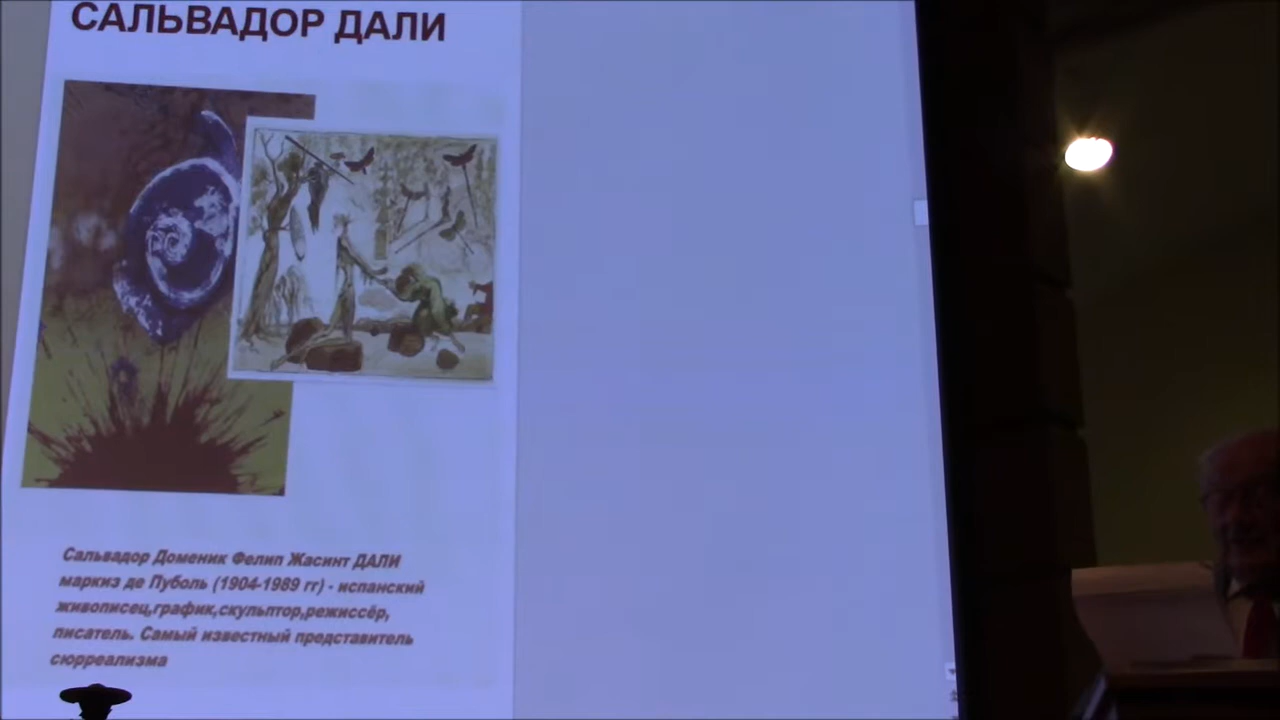 САЛЬВАДОР ДАЛИ
Сальвадор Доменик Фелип Жасинт ДАЛИ
маркиз де Пуболь (1904-1989 гг) - испанский
живописец,график,скульптор,режиссёр,
писатель. Самый известный представитель
сюрреализма